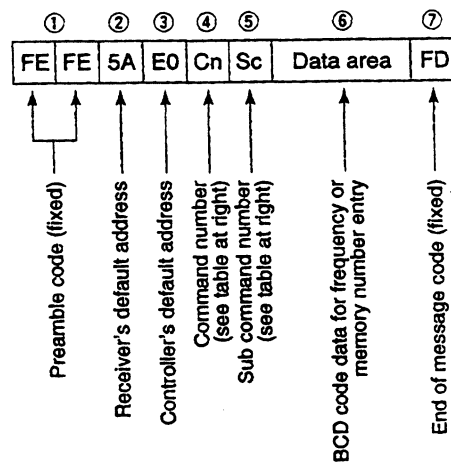 ① ② ③ ④ ⑤ ⑥ ⑦
FE FE 5A E0 Cn Sc Data area FD
Preamble code (fixed)
Receiver's default address
Controller's default address
Command number
(see table at right)
Sub command number
(see table at right)
BCD code data for frequency or
memory number entry
End of message code (fixed)